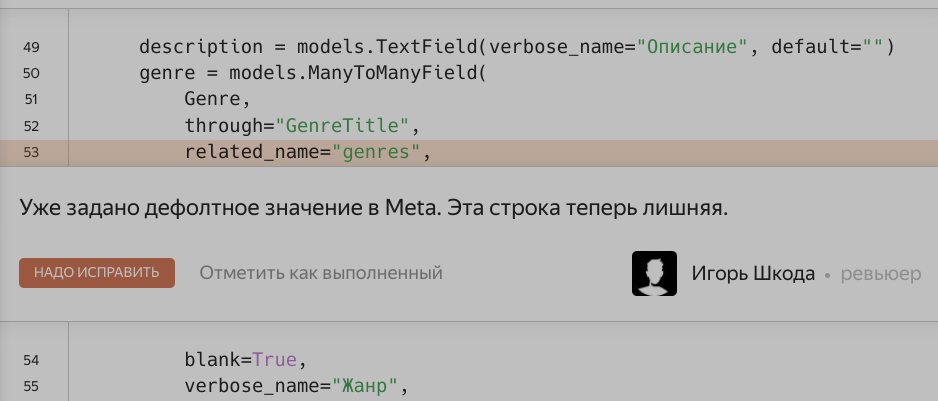 49 description = models.TextField(verbose_name="Описание", default="")
50 genre = models.ManyToManyField(
51 Genre,
52 through="GenreTitle",
53 related_name="genres",
Уже задано дефолтное значение в Meta. Эта строка теперь лишняя.
НАДО ИСПРАВИТЬ Отметить как выполненный Игорь Шкода • ревьюер
54 blank=True,
55 verbose_name="Жанр",